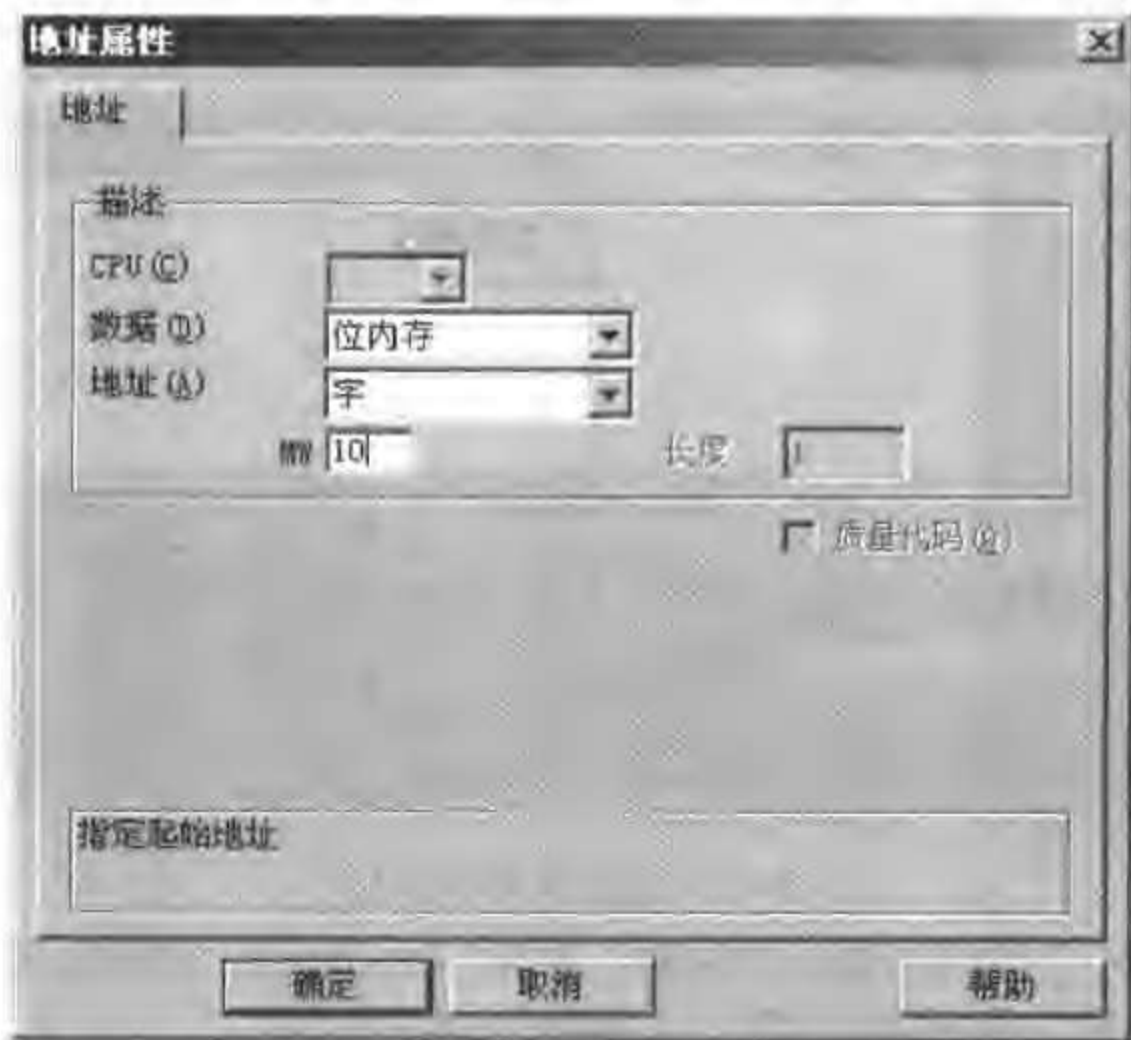 地址属性
地址
描述
CPU(C)
数据(D) 位内存
地址(A) 字
MW 10 长度 1
质量代码(Q)
指定起始地址
确定 取消 帮助